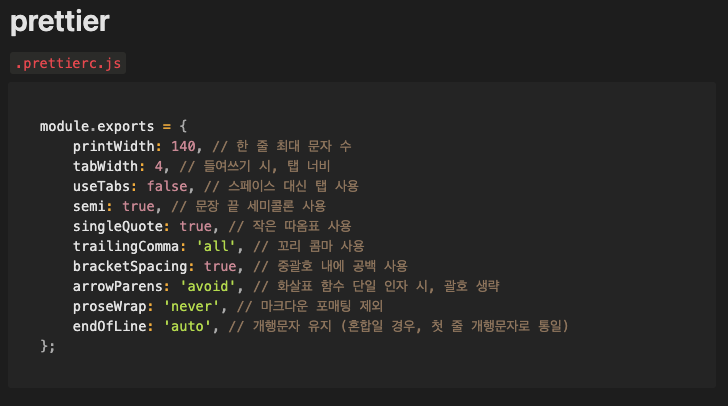 prettier
.prettierc.js
module.exports = {
    printWidth: 140, // 한 줄 최대 문자 수
    tabWidth: 4, // 들여쓰기 시, 탭 너비
    useTabs: false, // 스페이스 대신 탭 사용
    semi: true, // 문장 끝 세미콜론 사용
    singleQuote: true, // 작은 따옴표 사용
    trailingComma: 'all', // 꼬리 콤마 사용
    bracketSpacing: true, // 중괄호 내에 공백 사용
    arrowParens: 'avoid', // 화살표 함수 단일 인자 시, 괄호 생략
    proseWrap: 'never', // 마크다운 포매팅 제외
    endOfLine: 'auto', // 개행문자 유지 (혼합일 경우, 첫 줄 개행문자로 통일)
};